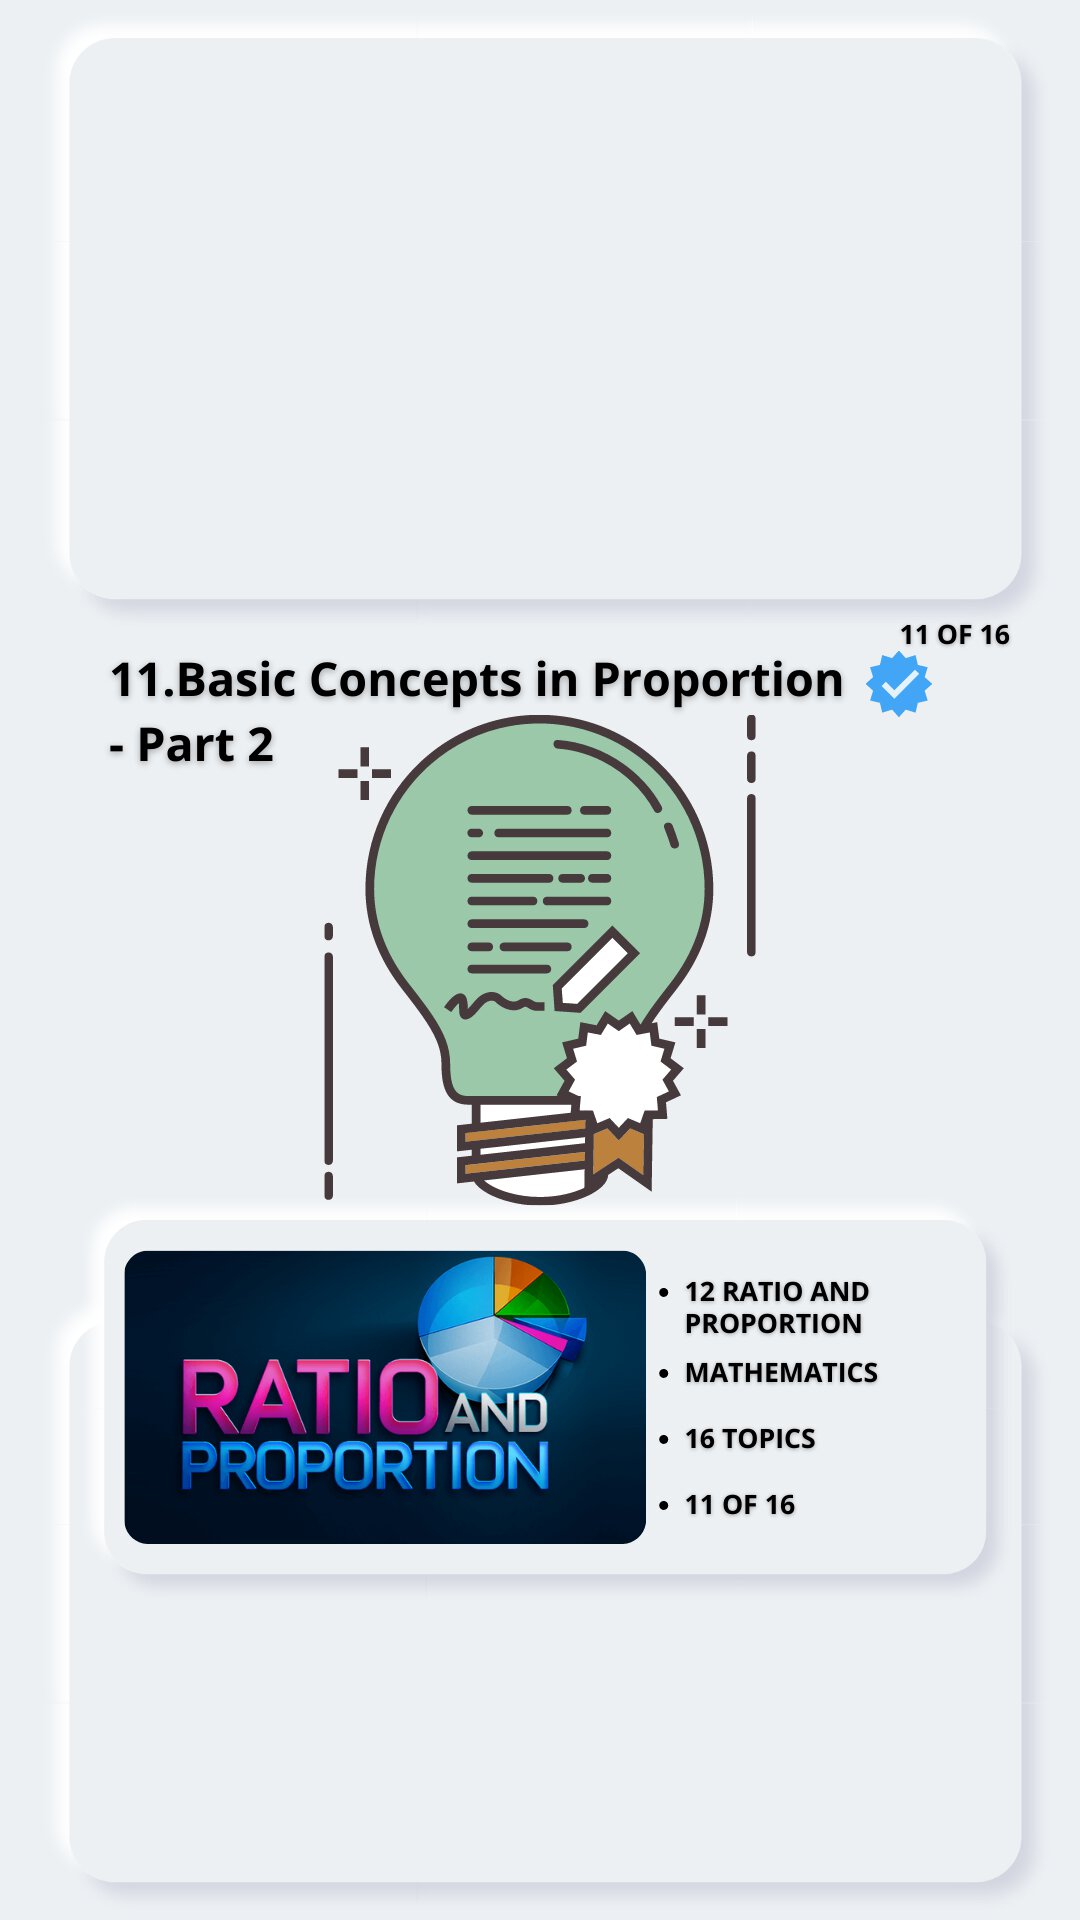 11 OF 16
11.Basic Concepts in Proportion
- Part 2
RATIO AND
PROPORTION
12 RATIO AND
PROPORTION
MATHEMATICS
16 TOPICS
11 OF 16